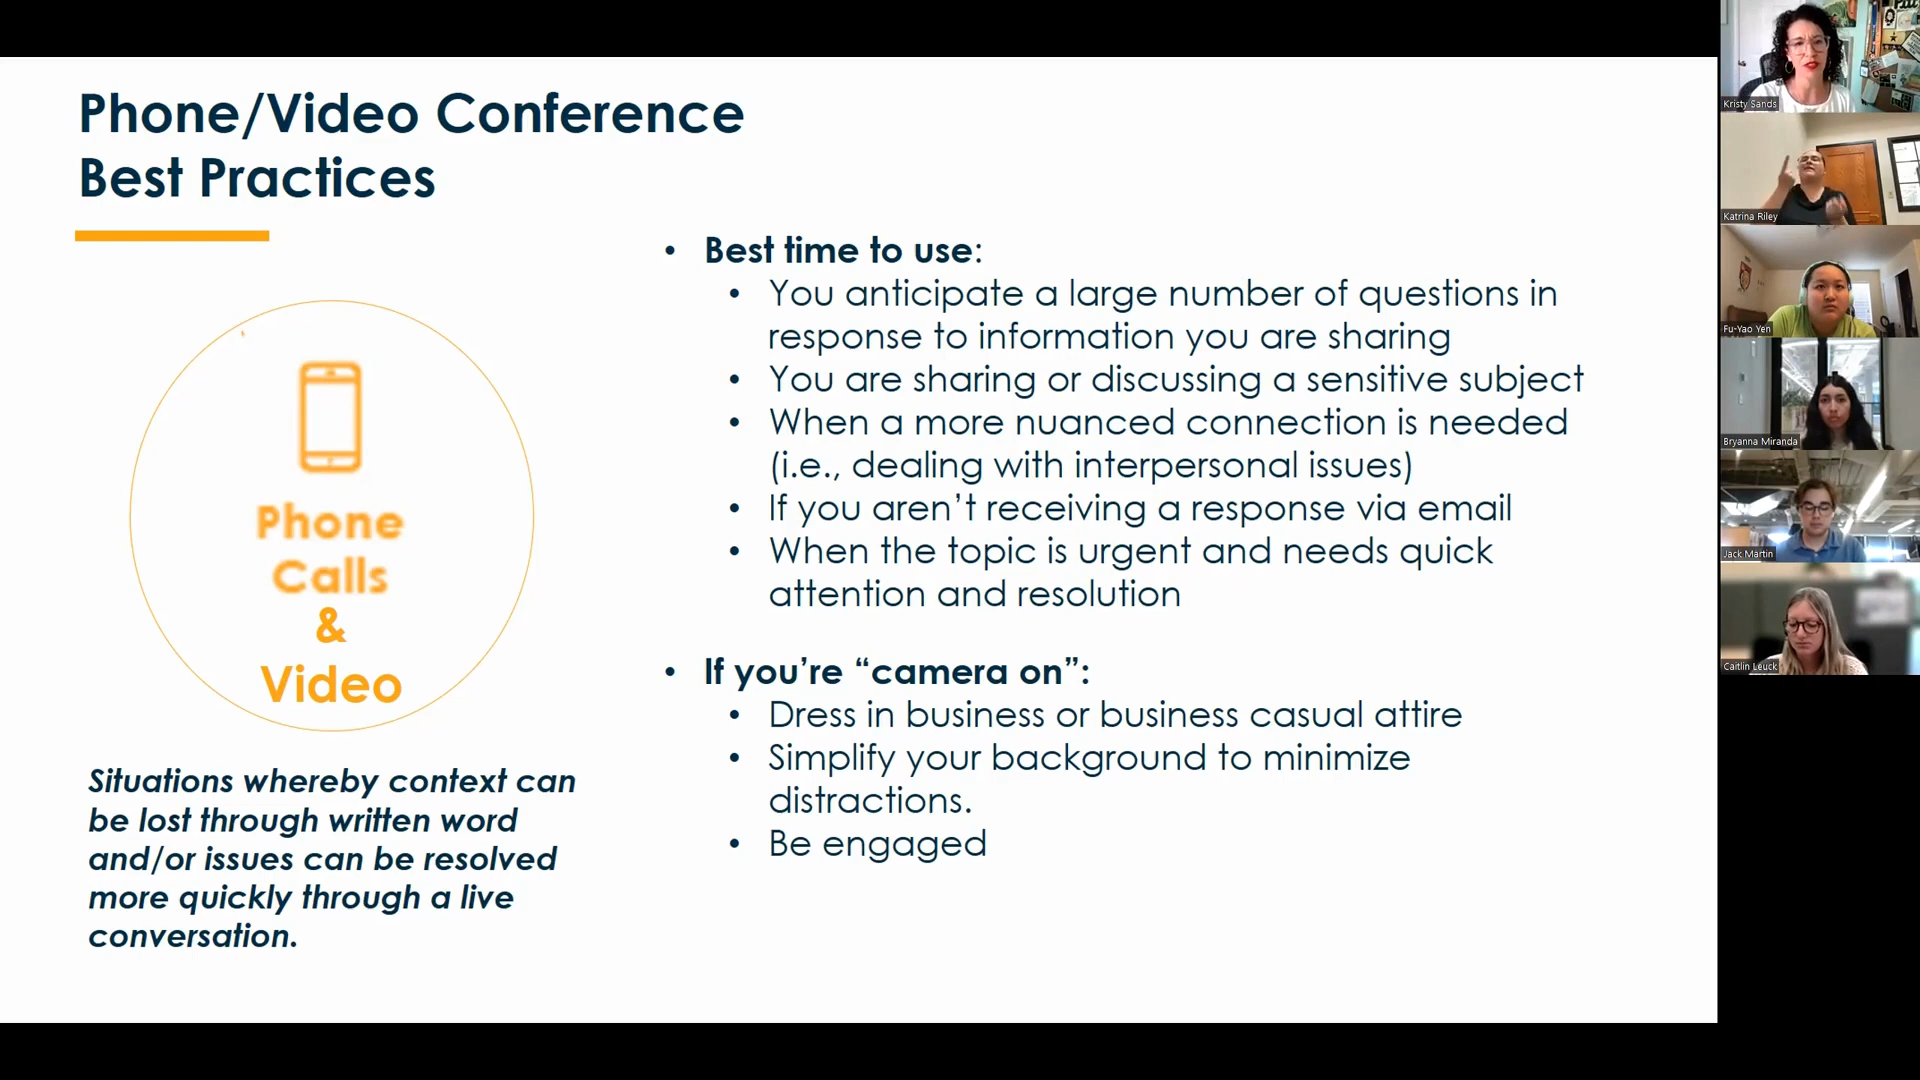 Phone/Video Conference
Best Practices
Phone
Calls
&
Video
Situations whereby context can
be lost through written word
and/or issues can be resolved
more quickly through a live
conversation.
• Best time to use:
• You anticipate a large number of questions in
response to information you are sharing
• You are sharing or discussing a sensitive subject
• When a more nuanced connection is needed
(i.e., dealing with interpersonal issues)
• If you aren’t receiving a response via email
• When the topic is urgent and needs quick
attention and resolution
• If you’re “camera on”:
• Dress in business or business casual attire
• Simplify your background to minimize
distractions.
• Be engaged
Kristy Sands
Katrina Riley
Fu-Yao Yen
Bryanna Miranda
Jack Martin
Caitlin Leuck